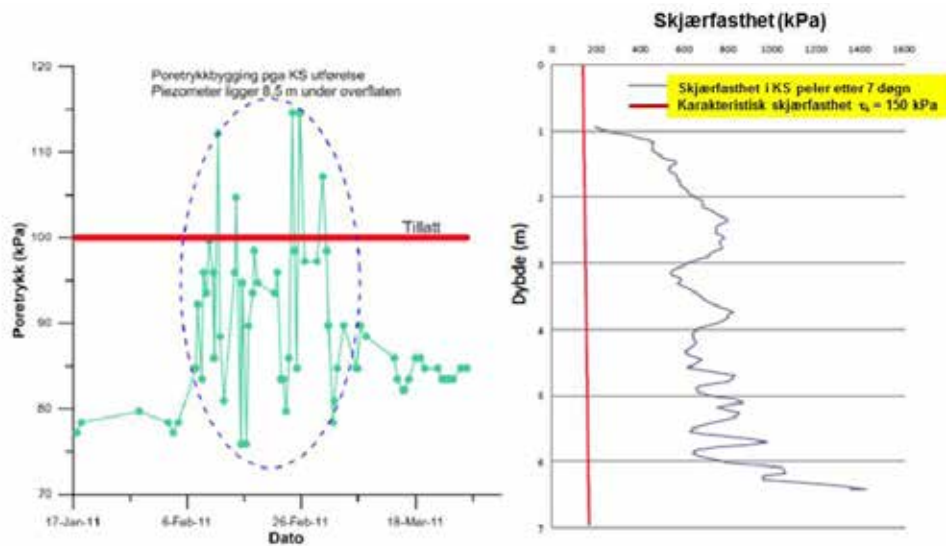 120
110
100
90
80
70
Poretrykk (kPa)
Poretrykkbygging pga KS utførelse
Piezometer ligger 8,5 m under overflaten
Tillatt
17-Jan-11
6-Feb-11
26-Feb-11
18-Mar-11
Dato
Skjærfasthet (kPa)
0
200
400
600
800
1000
1200
1400
1600
Skjærfasthet i KS peler etter 7 døgn
Karakteristisk skjærfasthet τk = 150 kPa
Dybde (m)
0
1
2
3
4
5
6
7